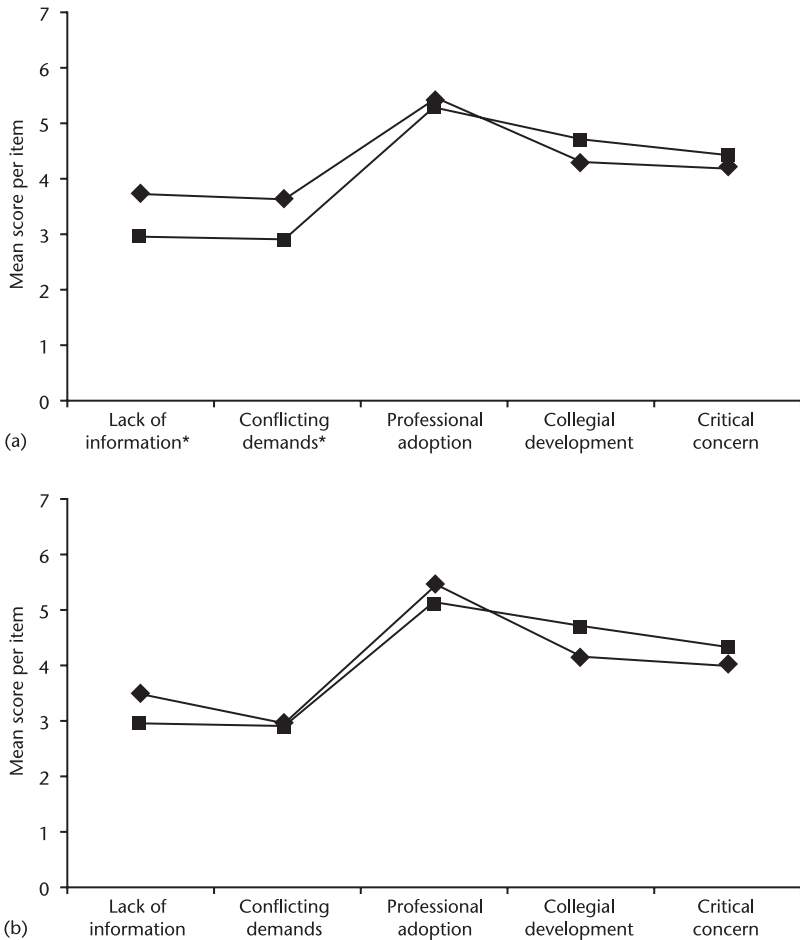 7
6
5
4
3
2
1
0
Mean score per item
Lack of
information*
Conflicting
demands*
Professional
adoption
Collegial
development
Critical
concern
(a)
7
6
5
4
3
2
1
0
Mean score per item
Lack of
information
Conflicting
demands
Professional
adoption
Collegial
development
Critical
concern
(b)